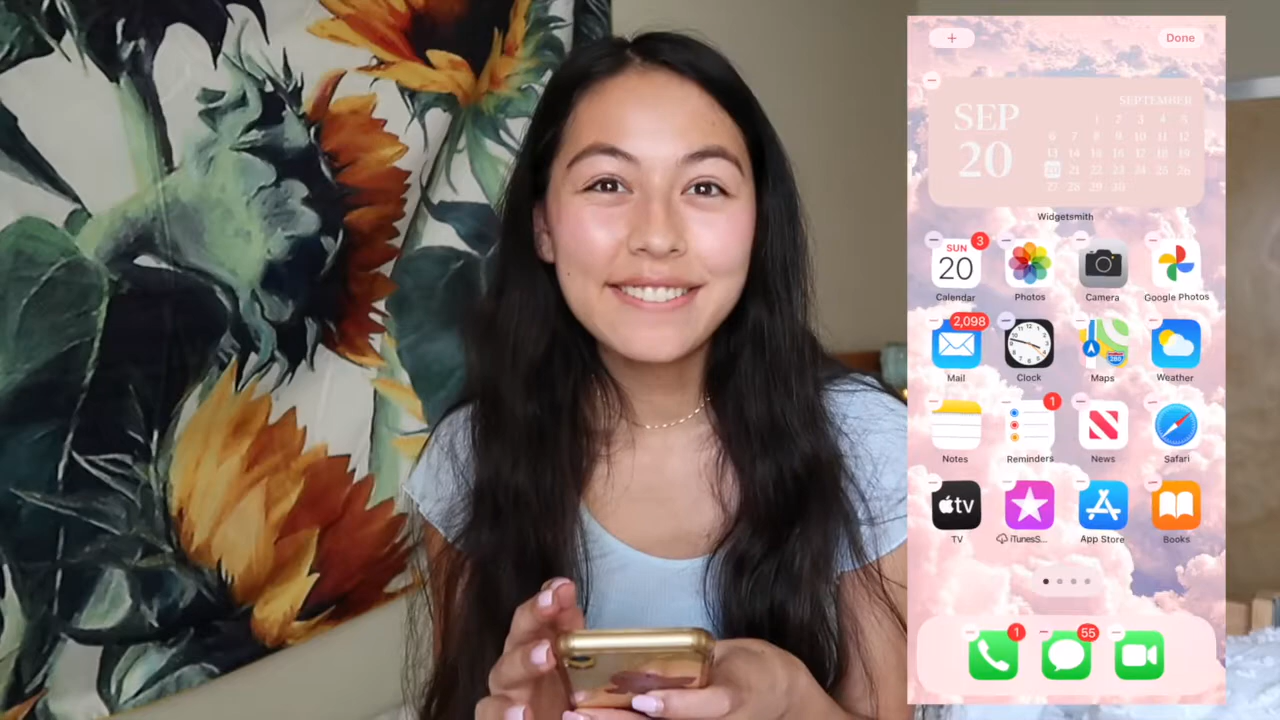 + Done
SEP
20
SEPTEMBER
1 2 3 4 5
6 7 8 9 10 11 12
13 14 15 16 17 18 19
20 21 22 23 24 25 26
27 28 29 30
Widgetsmith
SUN
20
3
Calendar Photos Camera Google Photos
2,098
280
Mail Clock Maps Weather
1
Notes Reminders News Safari
tv
TV iTunesS... App Store Books
1 55